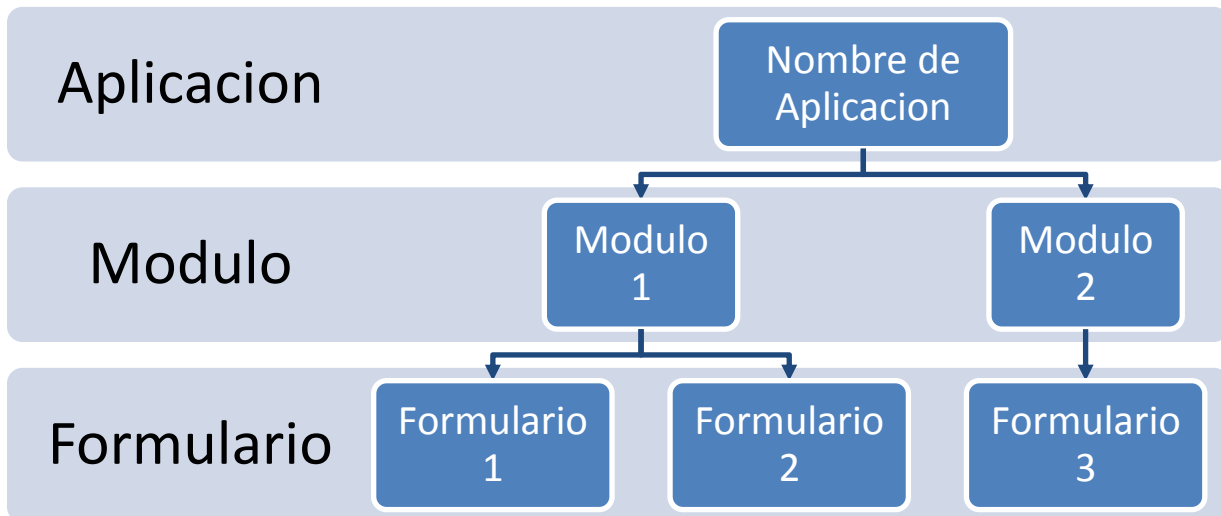 Aplicacion
Nombre de
Aplicacion
Modulo
Modulo
1
Modulo
2
Formulario
Formulario
1
Formulario
2
Formulario
3